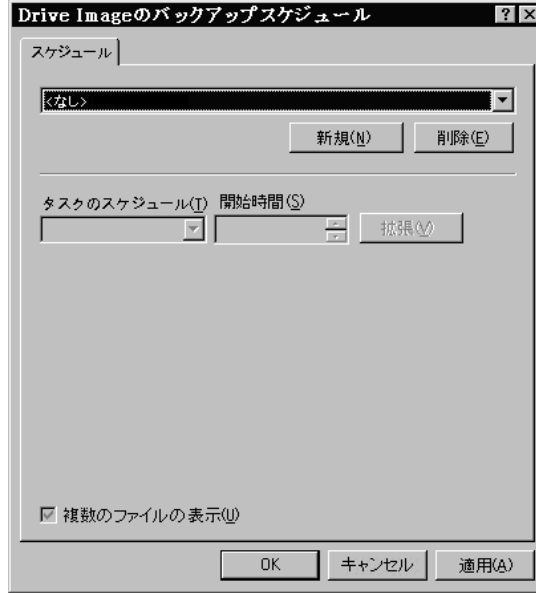 Drive Imageのバックアップスケジュール
スケジュール
<なし>
新規(N) 削除(E)
タスクのスケジュール(T) 開始時間(S)
拡張(V)
複数のファイルの表示(U)
OK キャンセル 適用(A)